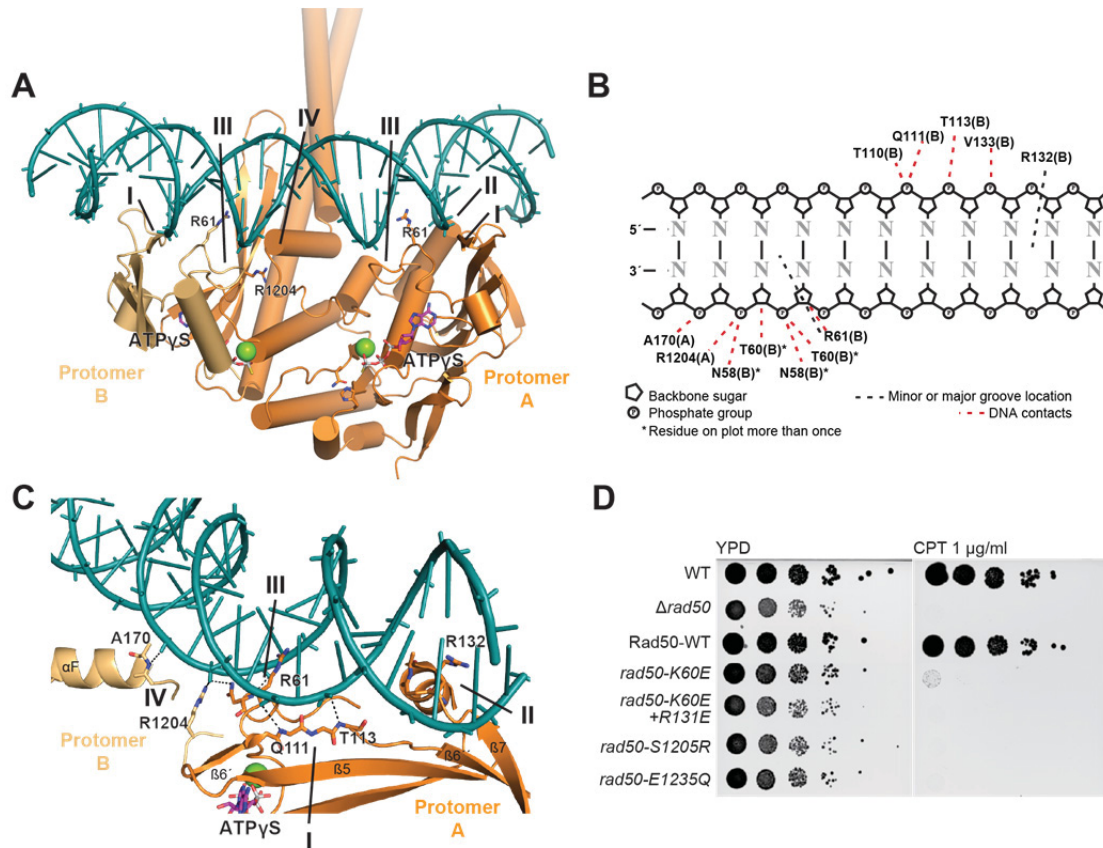 A
III
IV
III
II
I
I
R61
R61
R1204
ATPγS
ATPγS
Protomer
B
Protomer
A
B
T113(B)
Q111(B)
V133(B)
T110(B)
R132(B)
P P P P P P P P P P
5´ N N N N N N N N N N
3´ N N N N N N N N N N
P P P P P P P P P P
A170(A)
R61(B)
R1204(A)
T60(B)*
T60(B)*
N58(B)*
N58(B)*
Backbone sugar
Minor or major groove location
P Phosphate group
DNA contacts
*Residue on plot more than once
C
III
A170
R61
R132
αF
IV
II
R1204
Q111
T113
Protomer
B
ß6´
ß5
ß6´
ß7
ATPγS
I
Protomer
A
D
YPD CPT 1 µg/ml
WT
Δrad50
Rad50-WT
rad50-K60E
rad50-K60E
+R131E
rad50-S1205R
rad50-E1235Q